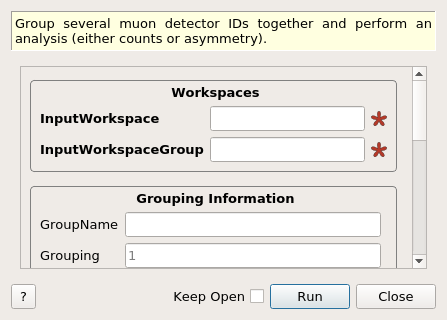 Group several muon detector IDs together and perform an
analysis (either counts or asymmetry).
Workspaces
InputWorkspace
InputWorkspaceGroup
Grouping Information
GroupName
Grouping 1
? Keep Open Run Close